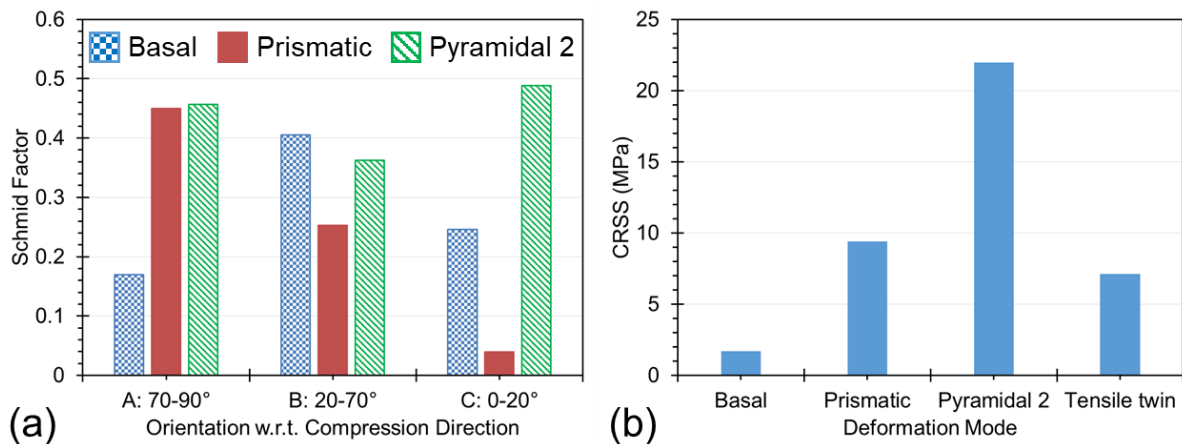 0.6
0.5
0.4
0.3
0.2
0.1
0
Schmid Factor
Basal Prismatic Pyramidal 2
A: 70-90° B: 20-70° C: 0-20°
Orientation w.r.t. Compression Direction
(a)
25
20
15
10
5
0
CRSS (MPa)
Basal Prismatic Pyramidal 2 Tensile twin
Deformation Mode
(b)